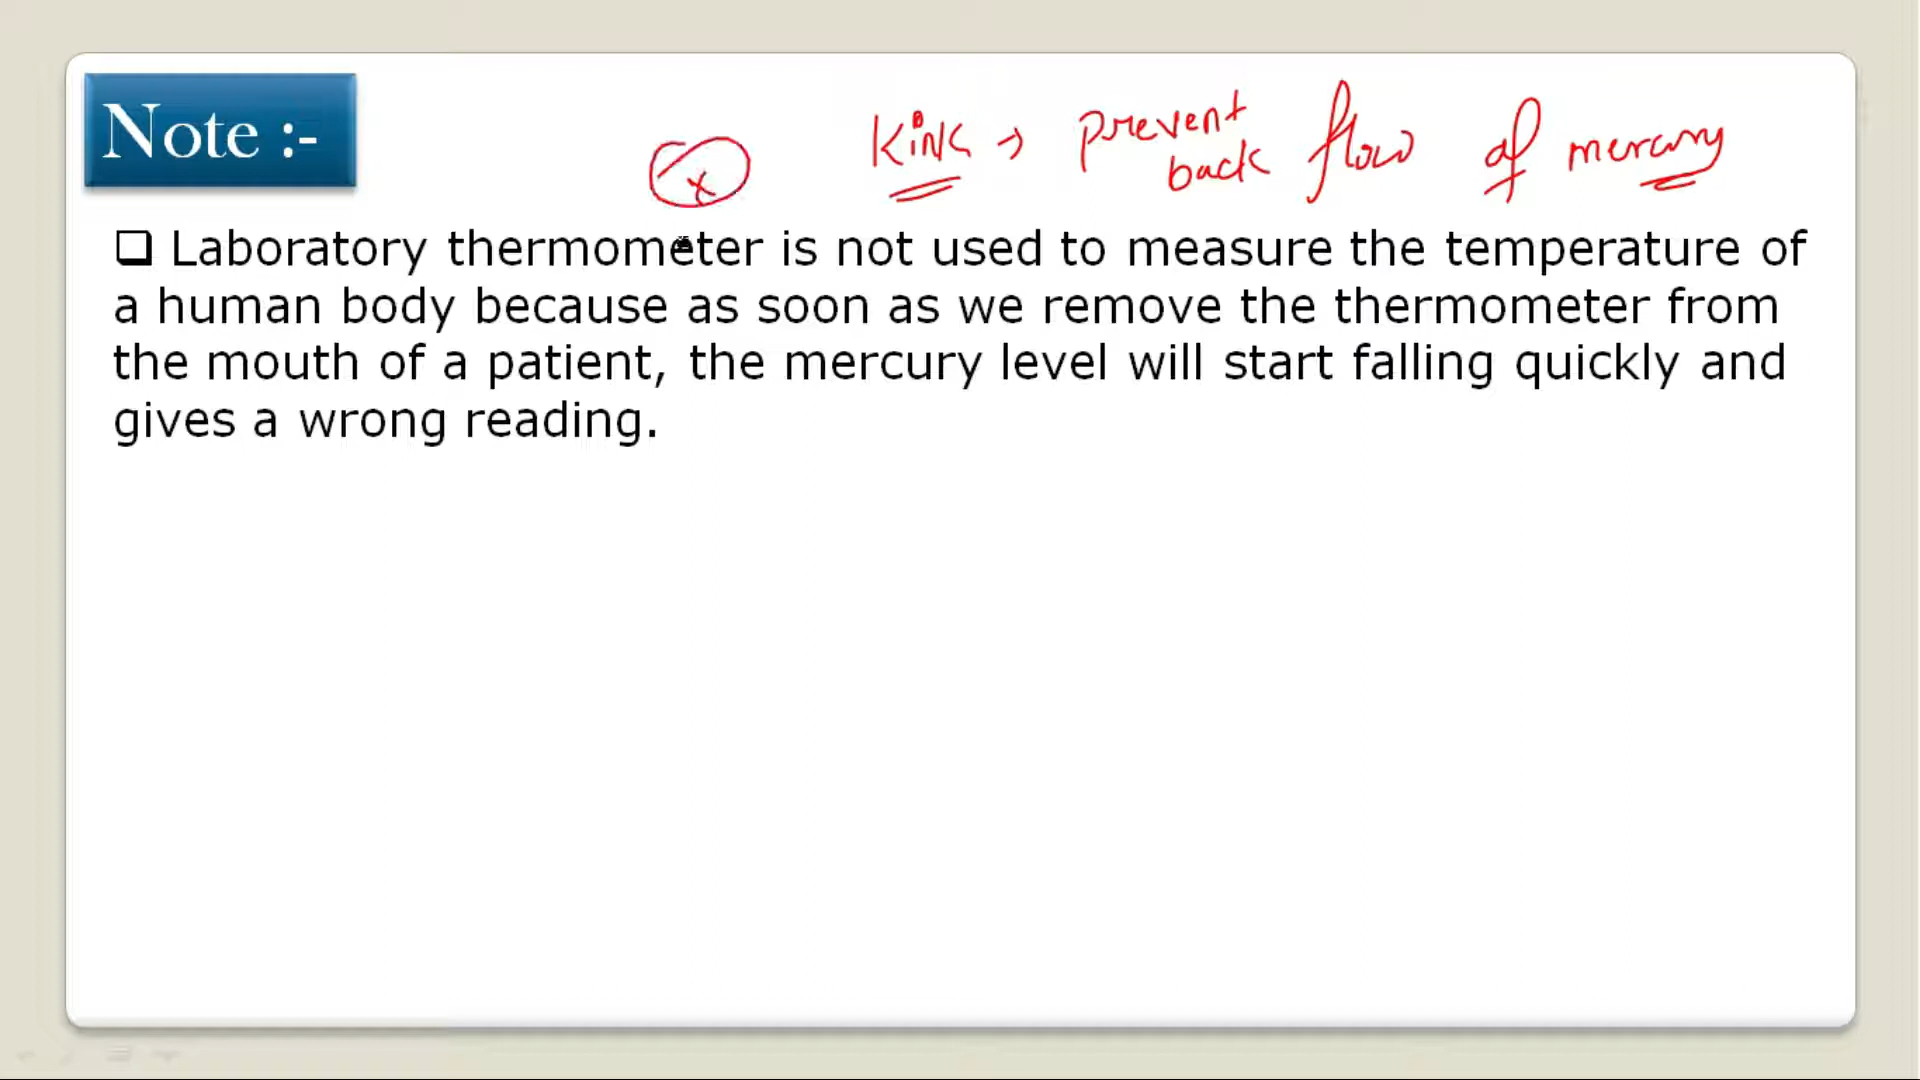 Note :-
x
Kink → prevent back flow of mercury
❑ Laboratory thermometer is not used to measure the temperature of
a human body because as soon as we remove the thermometer from
the mouth of a patient, the mercury level will start falling quickly and
gives a wrong reading.